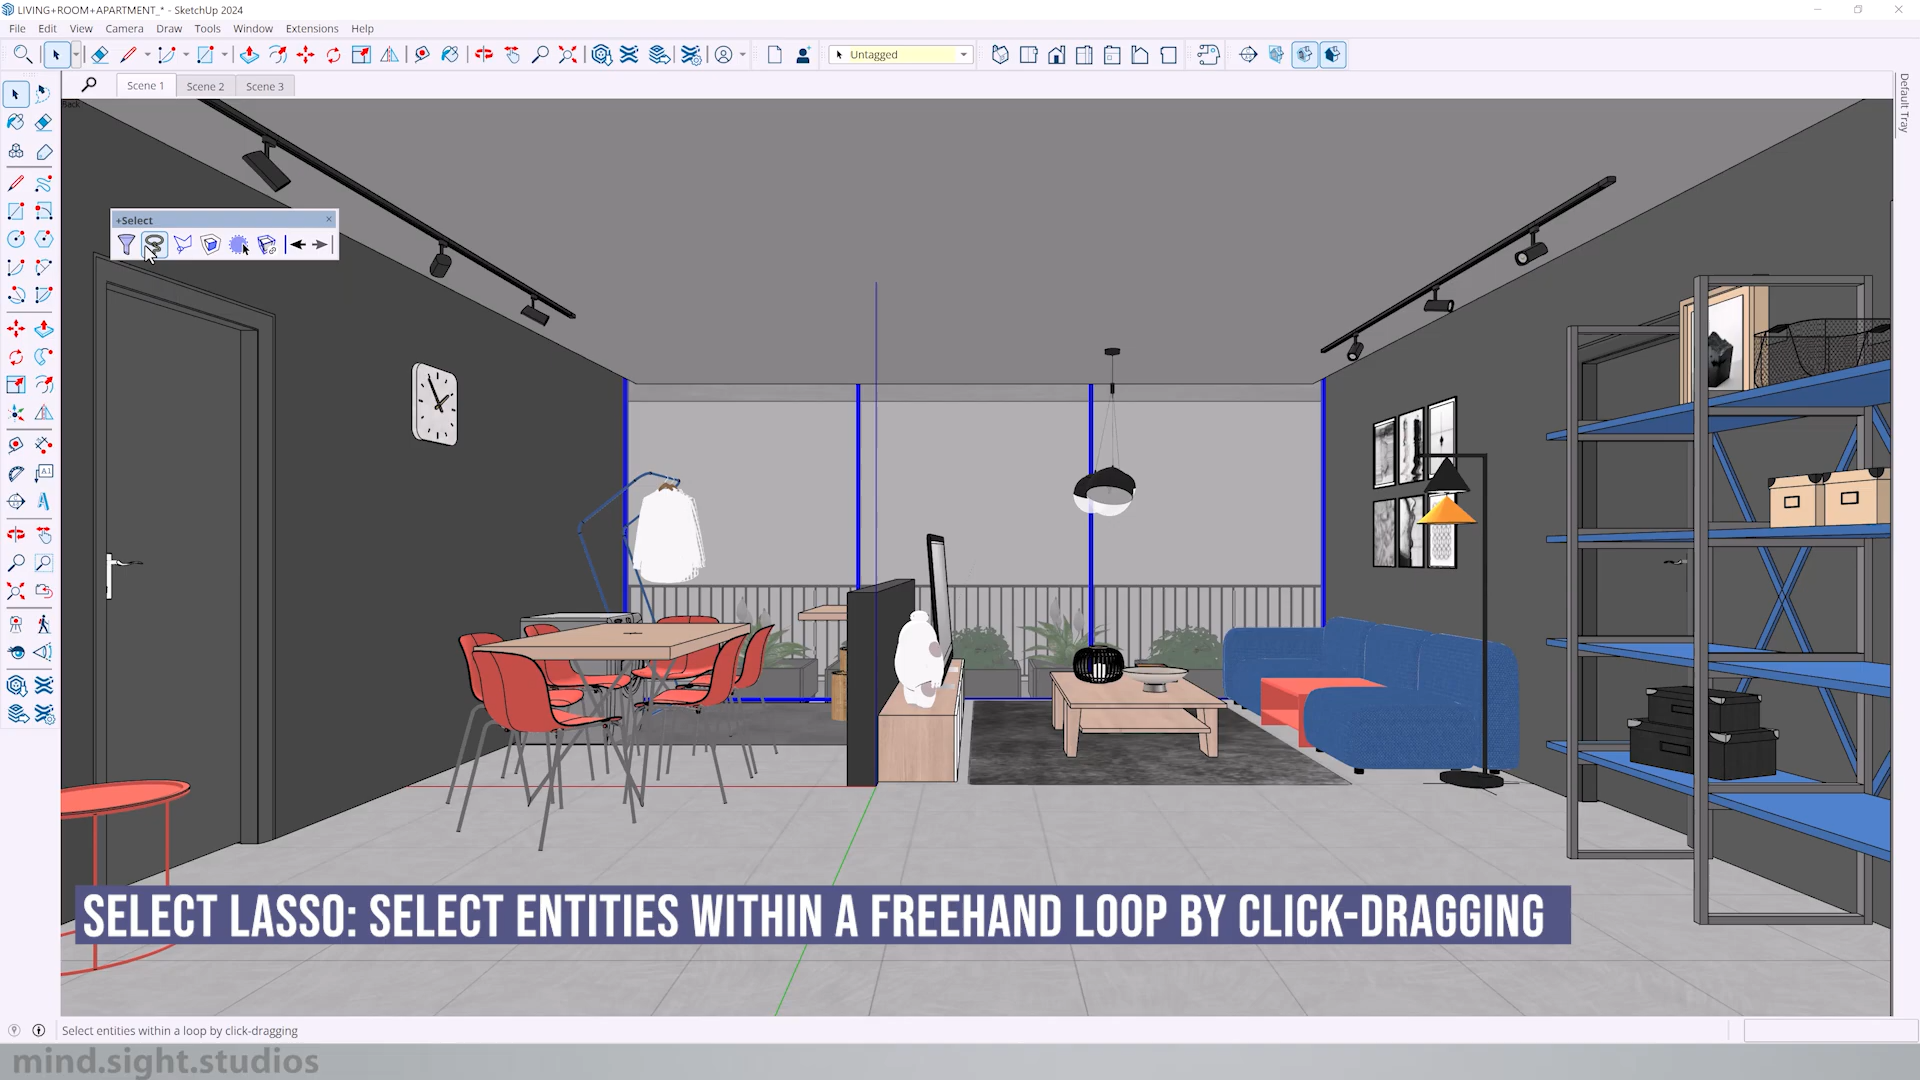 LIVING+ROOM+APARTMENT_* - SketchUp 2024
File Edit View Camera Draw Tools Window Extensions Help
Untagged
Scene 1 Scene 2 Scene 3
Default Tray
Back
+Select
SELECT LASSO: SELECT ENTITIES WITHIN A FREEHAND LOOP BY CLICK-DRAGGING
Select entities within a loop by click-dragging
mind.sight.studios